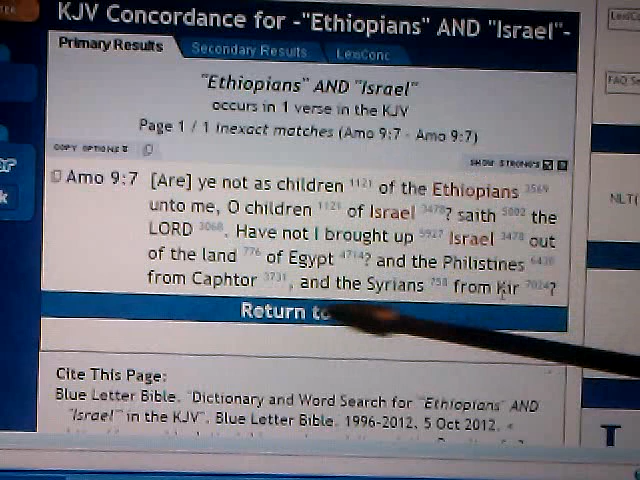 KJV Concordance for -"Ethiopians" AND "Israel"-
Primary Results
Secondary Results
LexiConc
"Ethiopians" AND "Israel"
occurs in 1 verse in the KJV
Page 1 / 1 inexact matches (Amo 9:7 - Amo 9:7)
COPY OPTIONS
SHOW STRONG'S
Amo 9:7 [Are] ye not as children 1121 of the Ethiopians 3569
unto me, O children 1121 of Israel 3478? saith 5002 the
LORD 3068. Have not I brought up 5927 Israel 3478 out
of the land 776 of Egypt 4714? and the Philistines 6430
from Caphtor 3731, and the Syrians 758 from Kir 7024?
Return to
Cite This Page:
Blue Letter Bible. "Dictionary and Word Search for "Ethiopians" AND
"Israel"" in the KJV". Blue Letter Bible. 1996-2012. 5 Oct 2012. <
FAQ
NLT(
T